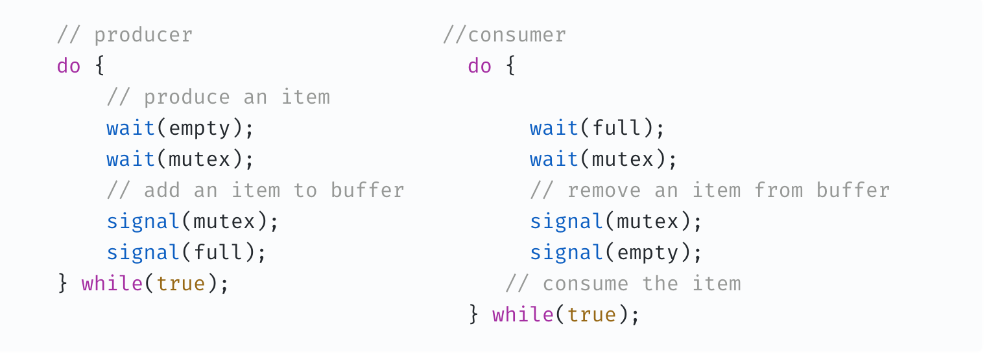 // producer
do {
    // produce an item
    wait(empty);
    wait(mutex);
    // add an item to buffer
    signal(mutex);
    signal(full);
} while(true);
//consumer
  do {
       wait(full);
       wait(mutex);
       // remove an item from buffer
       signal(mutex);
       signal(empty);
     // consume the item
  } while(true);